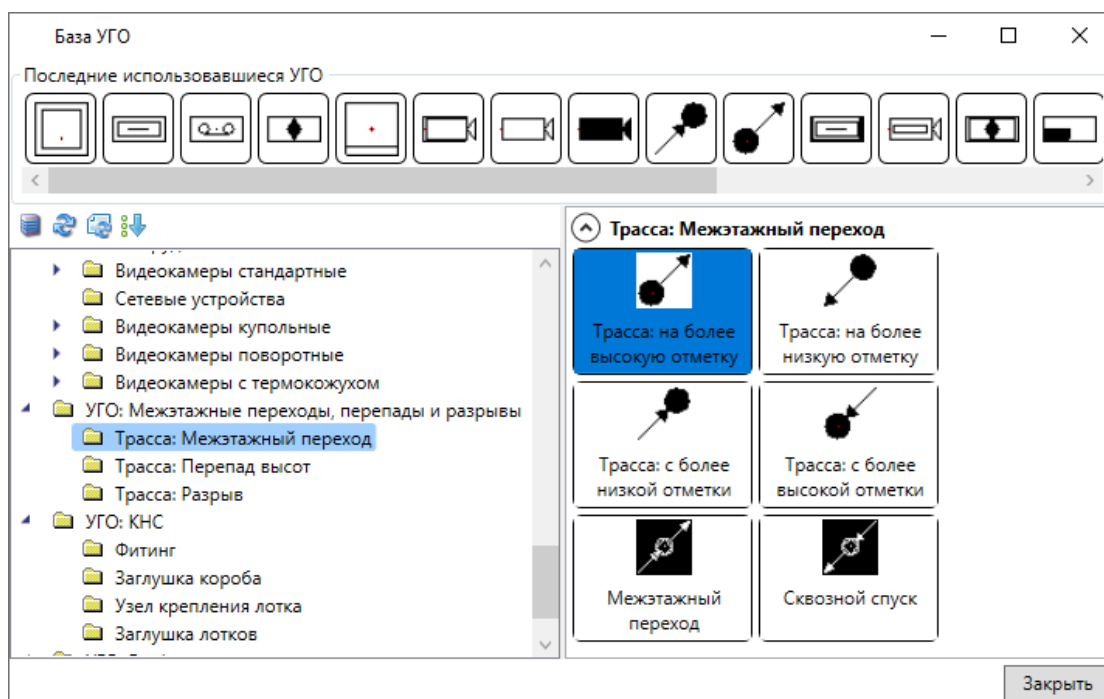 База УГО
Последние использовавшиеся УГО
Видеокамеры стандартные
Сетевые устройства
Видеокамеры купольные
Видеокамеры поворотные
Видеокамеры с термокожухом
УГО: Межэтажные переходы, перепады и разрывы
Трасса: Межэтажный переход
Трасса: Перепад высот
Трасса: Разрыв
УГО: КНС
Фитинг
Заглушка короба
Узел крепления лотка
Заглушка лотков
Трасса: Межэтажный переход
Трасса: на более
высокую отметку
Трасса: на более
низкую отметку
Трасса: с более
низкой отметки
Трасса: с более
высокой отметки
Межэтажный
переход
Сквозной спуск
Закрыть